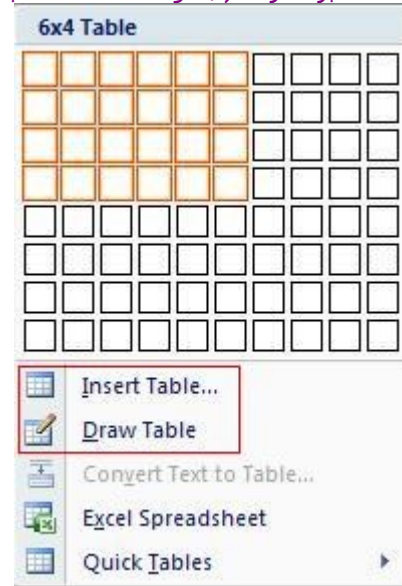 6x4 Table
Insert Table...
Draw Table
Convert Text to Table...
Excel Spreadsheet
Quick Tables